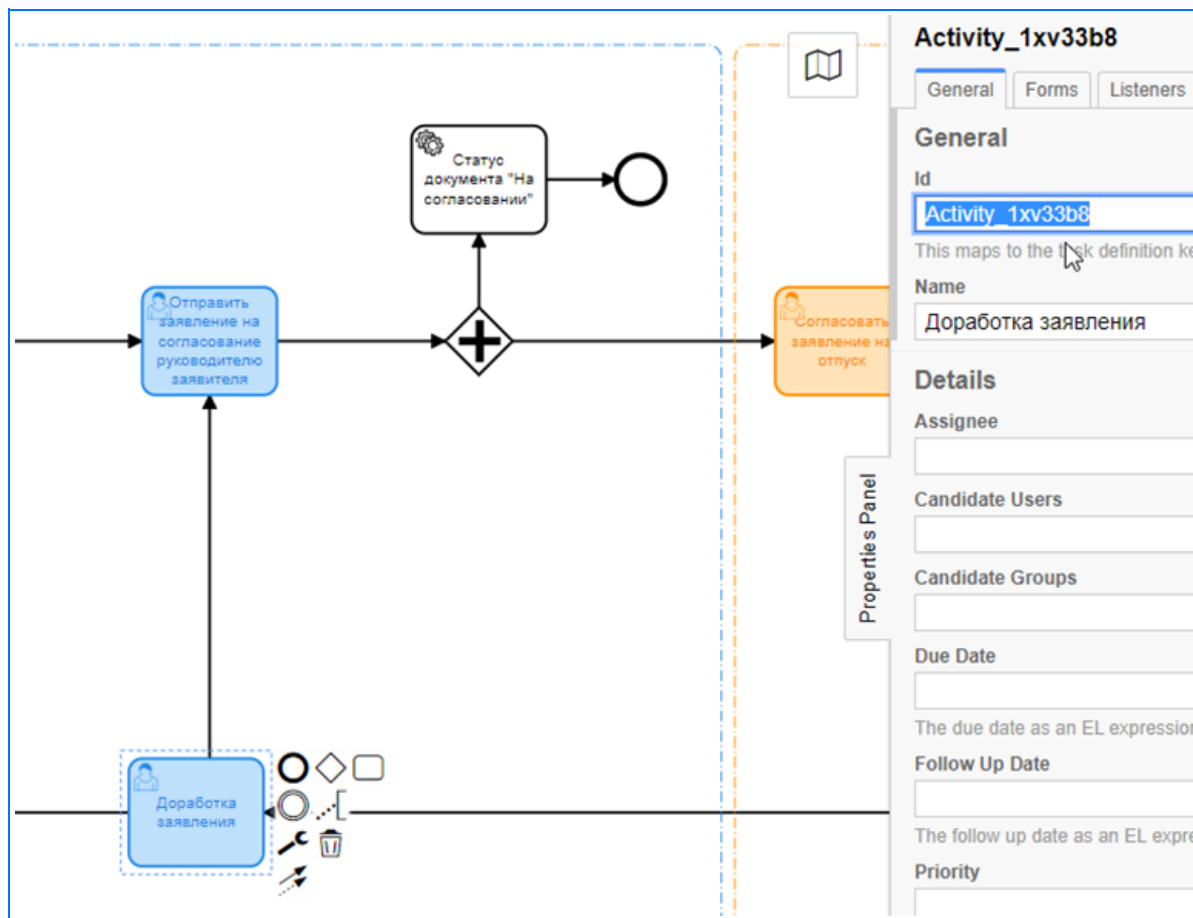 Activity_1xv33b8
General
Forms
Listeners
General
Id
Activity_1xv33b8
This maps to the task definition ke
Name
Доработка заявления
Details
Assignee
Candidate Users
Candidate Groups
Due Date
The due date as an EL expression
Follow Up Date
The follow up date as an EL expre
Priority
Properties Panel
Статус
документа "На
согласовании"
Отправить
заявление на
согласование
руководителю
заявителя
Согласовать
заявление на
отпуск
Доработка
заявления